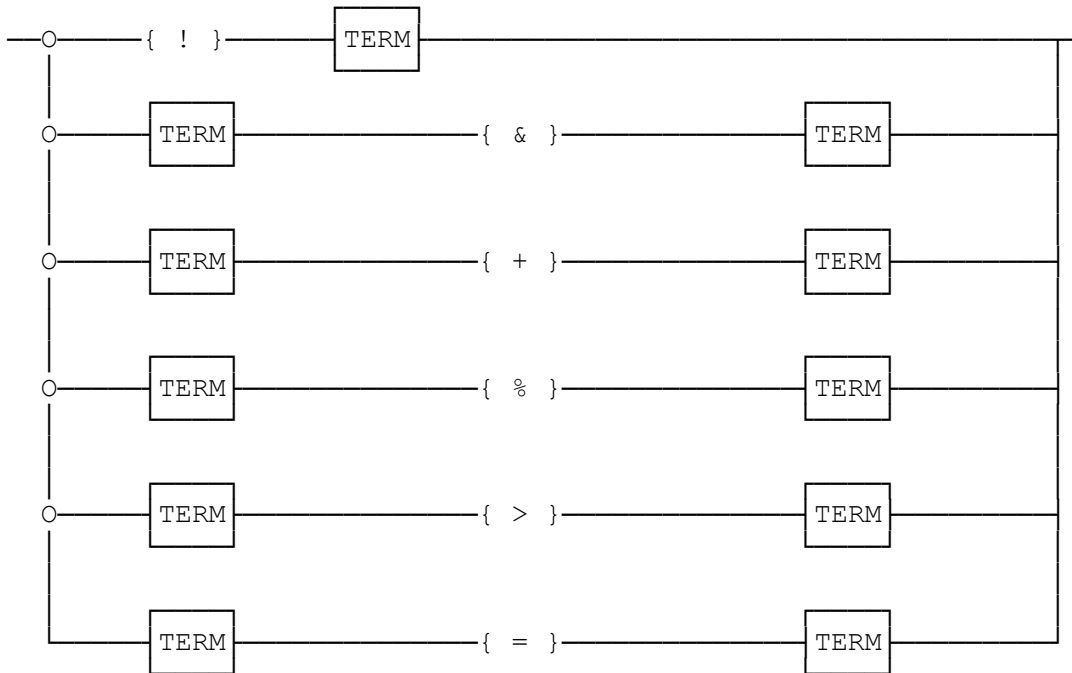 { ! } TERM
TERM { & } TERM
TERM { + } TERM
TERM { % } TERM
TERM { > } TERM
TERM { = } TERM